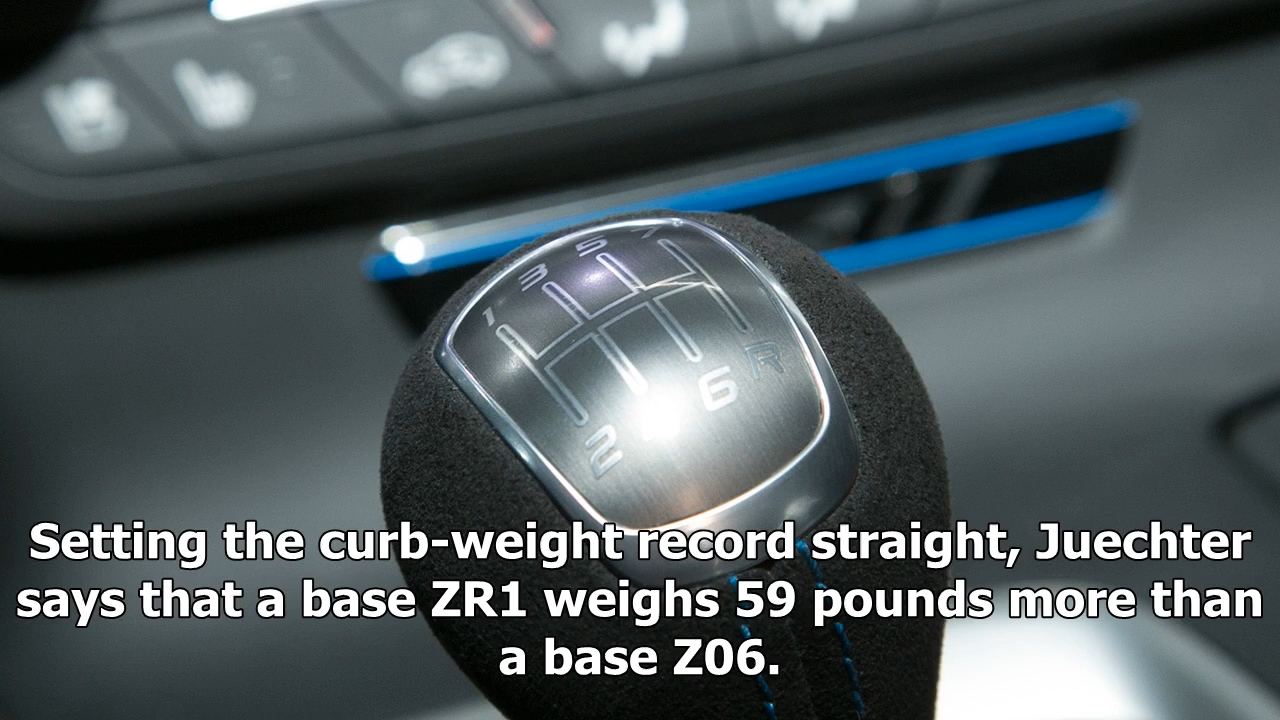 1 3 5 7
2 6 R
Setting the curb-weight record straight, Juechter
says that a base ZR1 weighs 59 pounds more than
a base Z06.